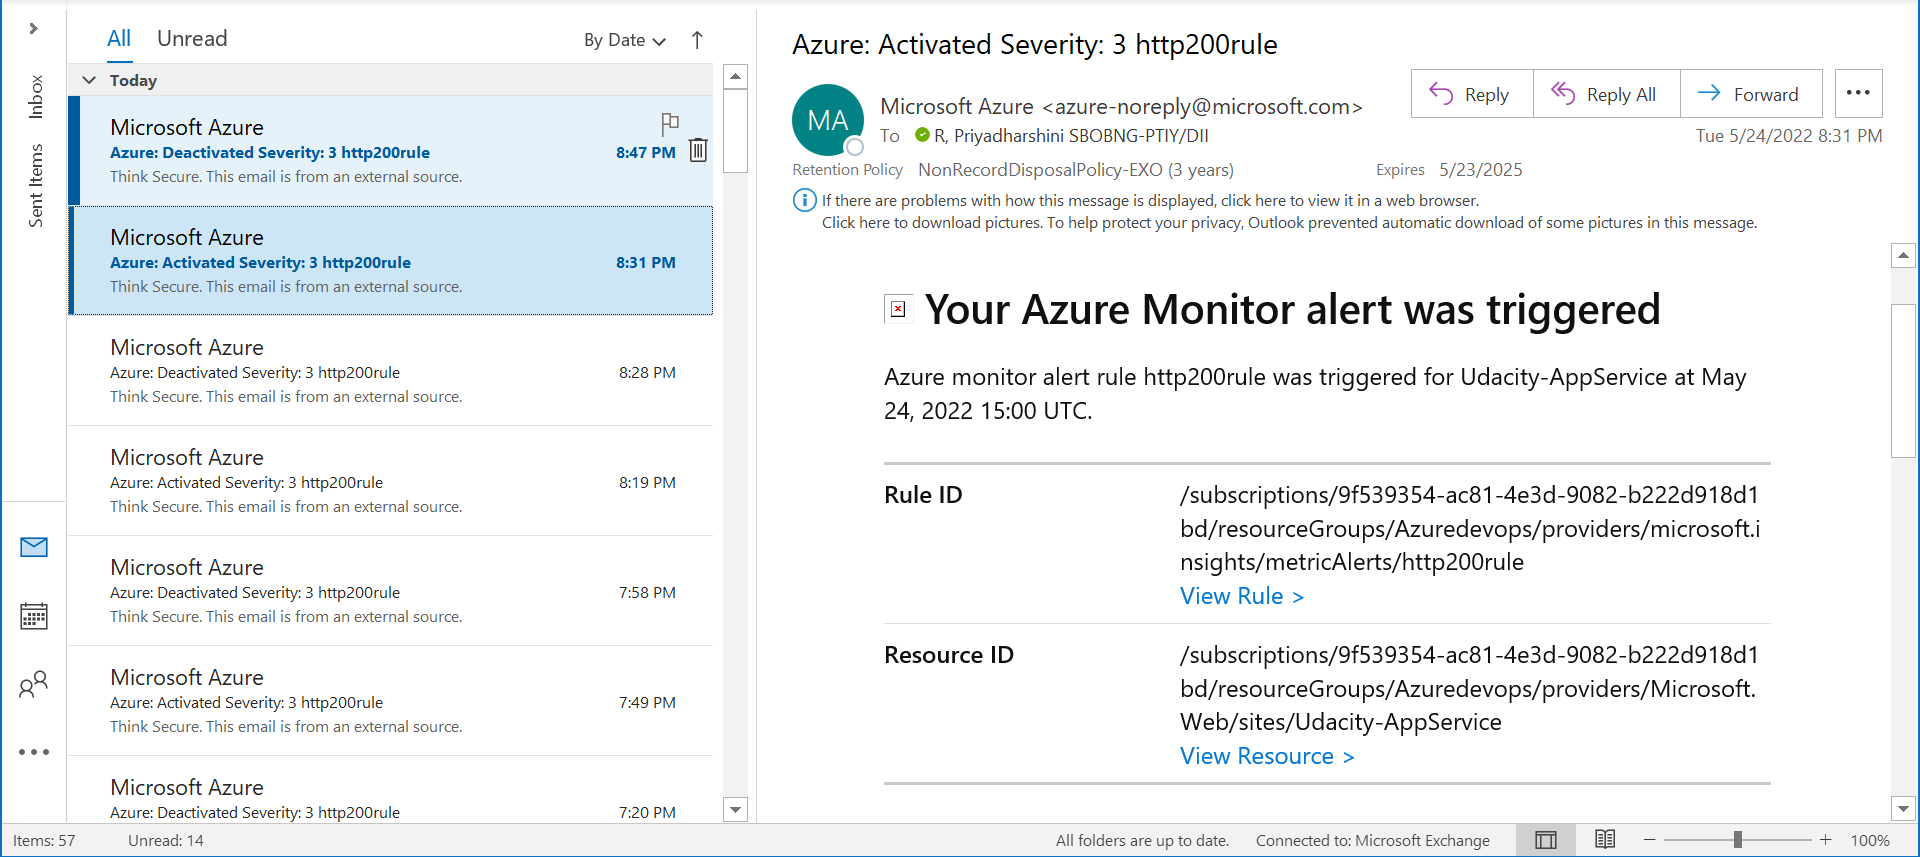 Inbox
Sent Items
All Unread By Date
Today
Microsoft Azure
Azure: Deactivated Severity: 3 http200rule 8:47 PM
Think Secure. This email is from an external source.
Microsoft Azure
Azure: Activated Severity: 3 http200rule 8:31 PM
Think Secure. This email is from an external source.
Microsoft Azure
Azure: Deactivated Severity: 3 http200rule 8:28 PM
Think Secure. This email is from an external source.
Microsoft Azure
Azure: Activated Severity: 3 http200rule 8:19 PM
Think Secure. This email is from an external source.
Microsoft Azure
Azure: Deactivated Severity: 3 http200rule 7:58 PM
Think Secure. This email is from an external source.
Microsoft Azure
Azure: Activated Severity: 3 http200rule 7:49 PM
Think Secure. This email is from an external source.
Microsoft Azure
Azure: Deactivated Severity: 3 http200rule 7:20 PM
Azure: Activated Severity: 3 http200rule
MA
Microsoft Azure <azure-noreply@microsoft.com>
Reply Reply All Forward
To R, Priyadharshini SBOBNG-PTIY/DII Tue 5/24/2022 8:31 PM
Retention Policy NonRecordDisposalPolicy-EXO (3 years) Expires 5/23/2025
If there are problems with how this message is displayed, click here to view it in a web browser.
Click here to download pictures. To help protect your privacy, Outlook prevented automatic download of some pictures in this message.
Your Azure Monitor alert was triggered
Azure monitor alert rule http200rule was triggered for Udacity-AppService at May
24, 2022 15:00 UTC.
Rule ID /subscriptions/9f539354-ac81-4e3d-9082-b222d918d1
bd/resourceGroups/Azuredevops/providers/microsoft.i
nsights/metricAlerts/http200rule
View Rule >
Resource ID /subscriptions/9f539354-ac81-4e3d-9082-b222d918d1
bd/resourceGroups/Azuredevops/providers/Microsoft.
Web/sites/Udacity-AppService
View Resource >
Items: 57 Unread: 14 All folders are up to date. Connected to: Microsoft Exchange 100%